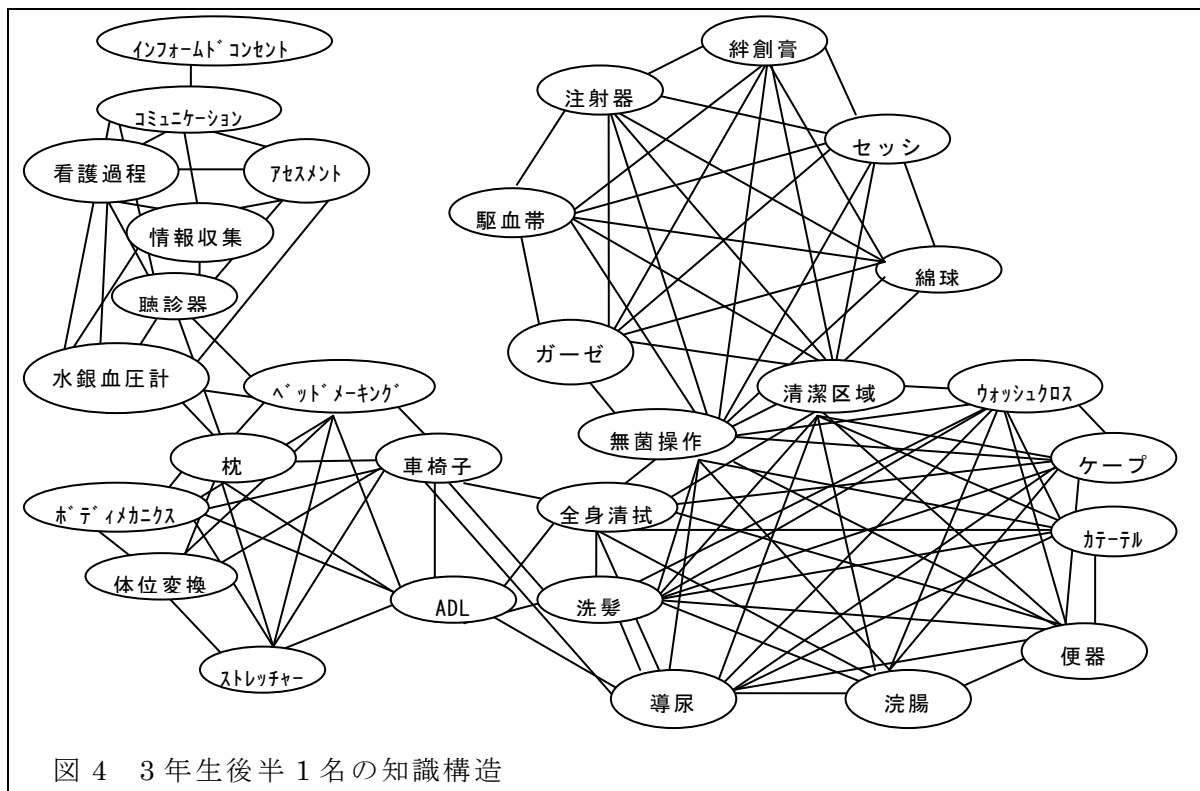 インフォームドコンセント
コミュニケーション
看護過程
アセスメント
情報収集
聴診器
水銀血圧計
ベッドメーキング
枕
車椅子
ボディメカニクス
体位変換
ADL
ストレッチャー
絆創膏
注射器
セッシ
駆血帯
綿球
ガーゼ
清潔区域
ウォッシュクロス
無菌操作
ケープ
全身清拭
カテーテル
洗髪
便器
導尿
浣腸
図4 3年生後半1名の知識構造